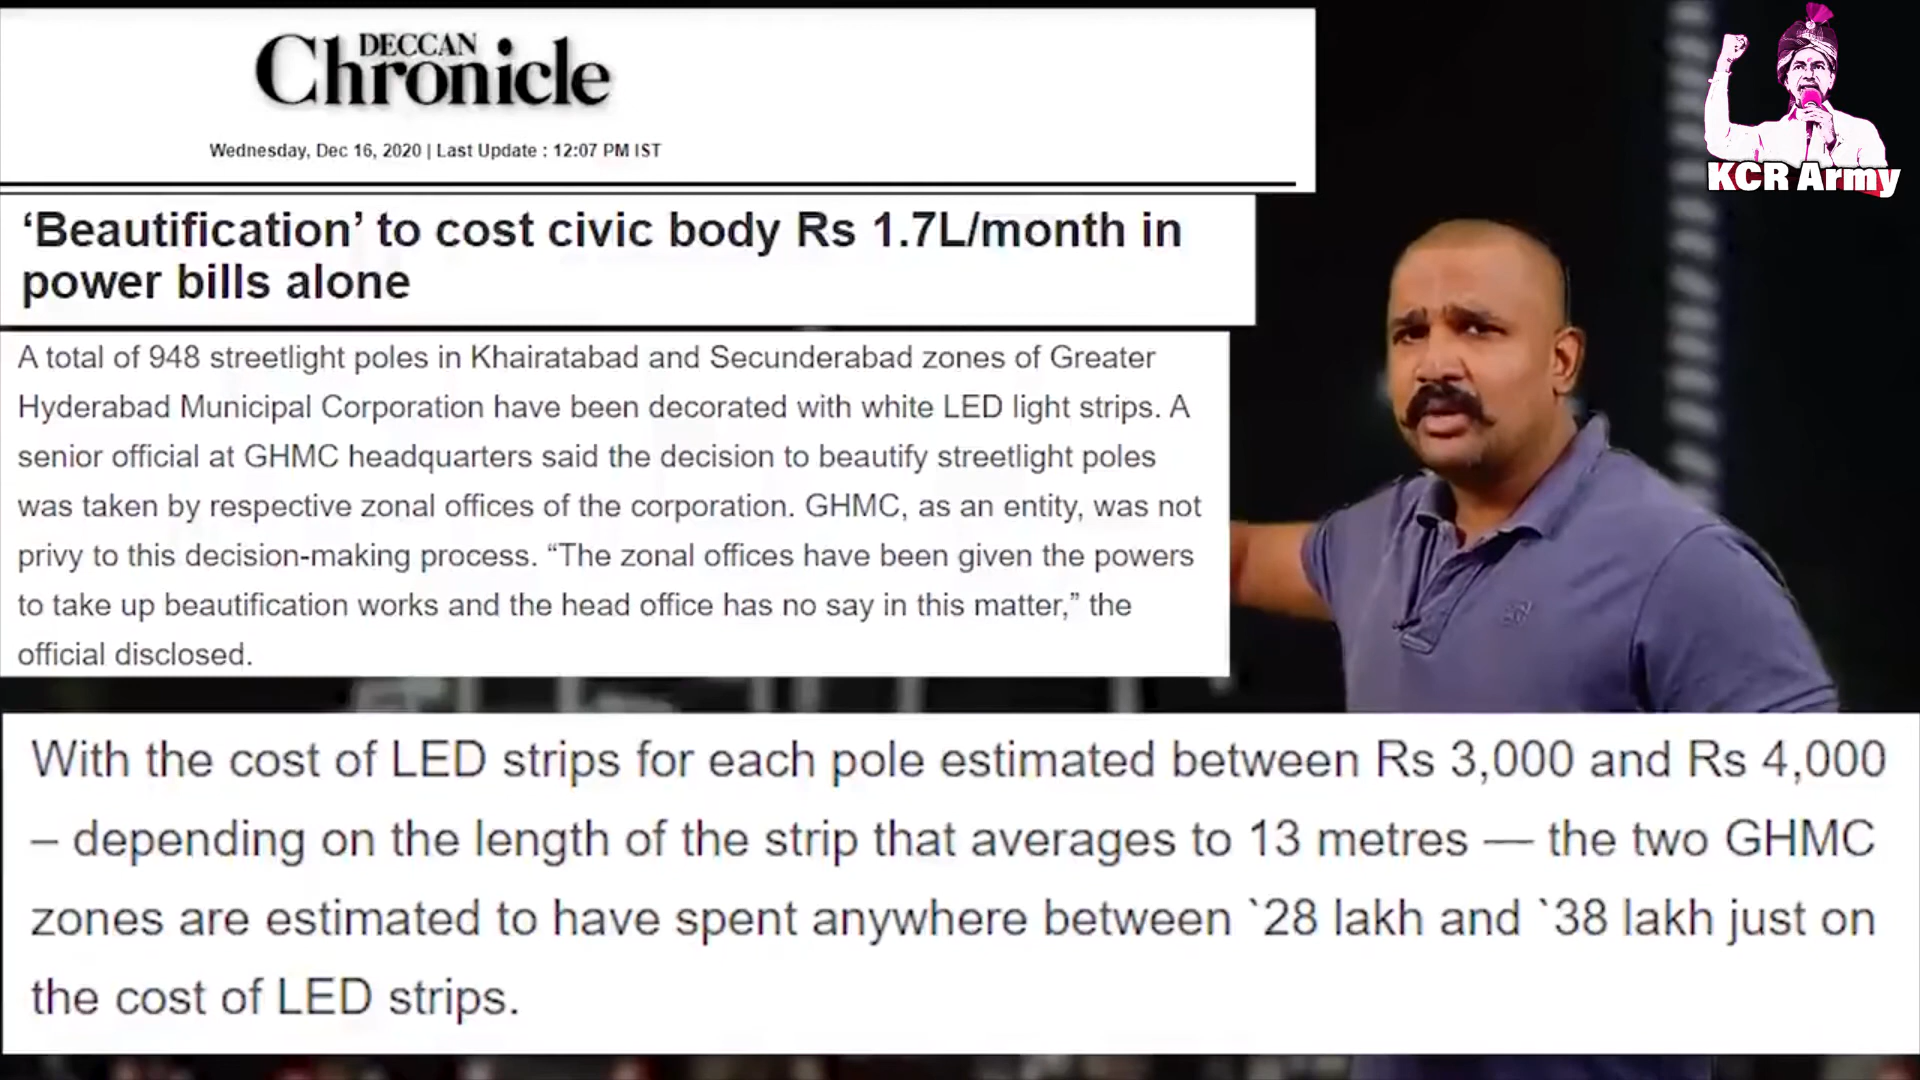 DECCAN
Chronicle
Wednesday, Dec 16, 2020 | Last Update : 12:07 PM IST
KCR Army
‘Beautification’ to cost civic body Rs 1.7L/month in
power bills alone
A total of 948 streetlight poles in Khairatabad and Secunderabad zones of Greater
Hyderabad Municipal Corporation have been decorated with white LED light strips. A
senior official at GHMC headquarters said the decision to beautify streetlight poles
was taken by respective zonal offices of the corporation. GHMC, as an entity, was not
privy to this decision-making process. “The zonal offices have been given the powers
to take up beautification works and the head office has no say in this matter,” the
official disclosed.
With the cost of LED strips for each pole estimated between Rs 3,000 and Rs 4,000
– depending on the length of the strip that averages to 13 metres — the two GHMC
zones are estimated to have spent anywhere between `28 lakh and `38 lakh just on
the cost of LED strips.